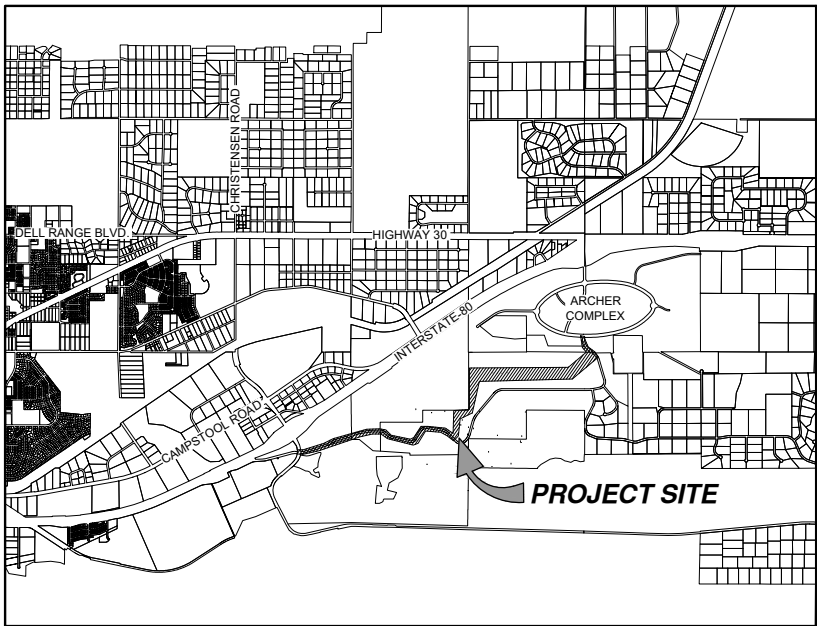 CHRISTENSEN ROAD
DELL RANGE BLVD.
HIGHWAY 30
ARCHER
COMPLEX
INTERSTATE-80
CAMPSTOOL ROAD
PROJECT SITE